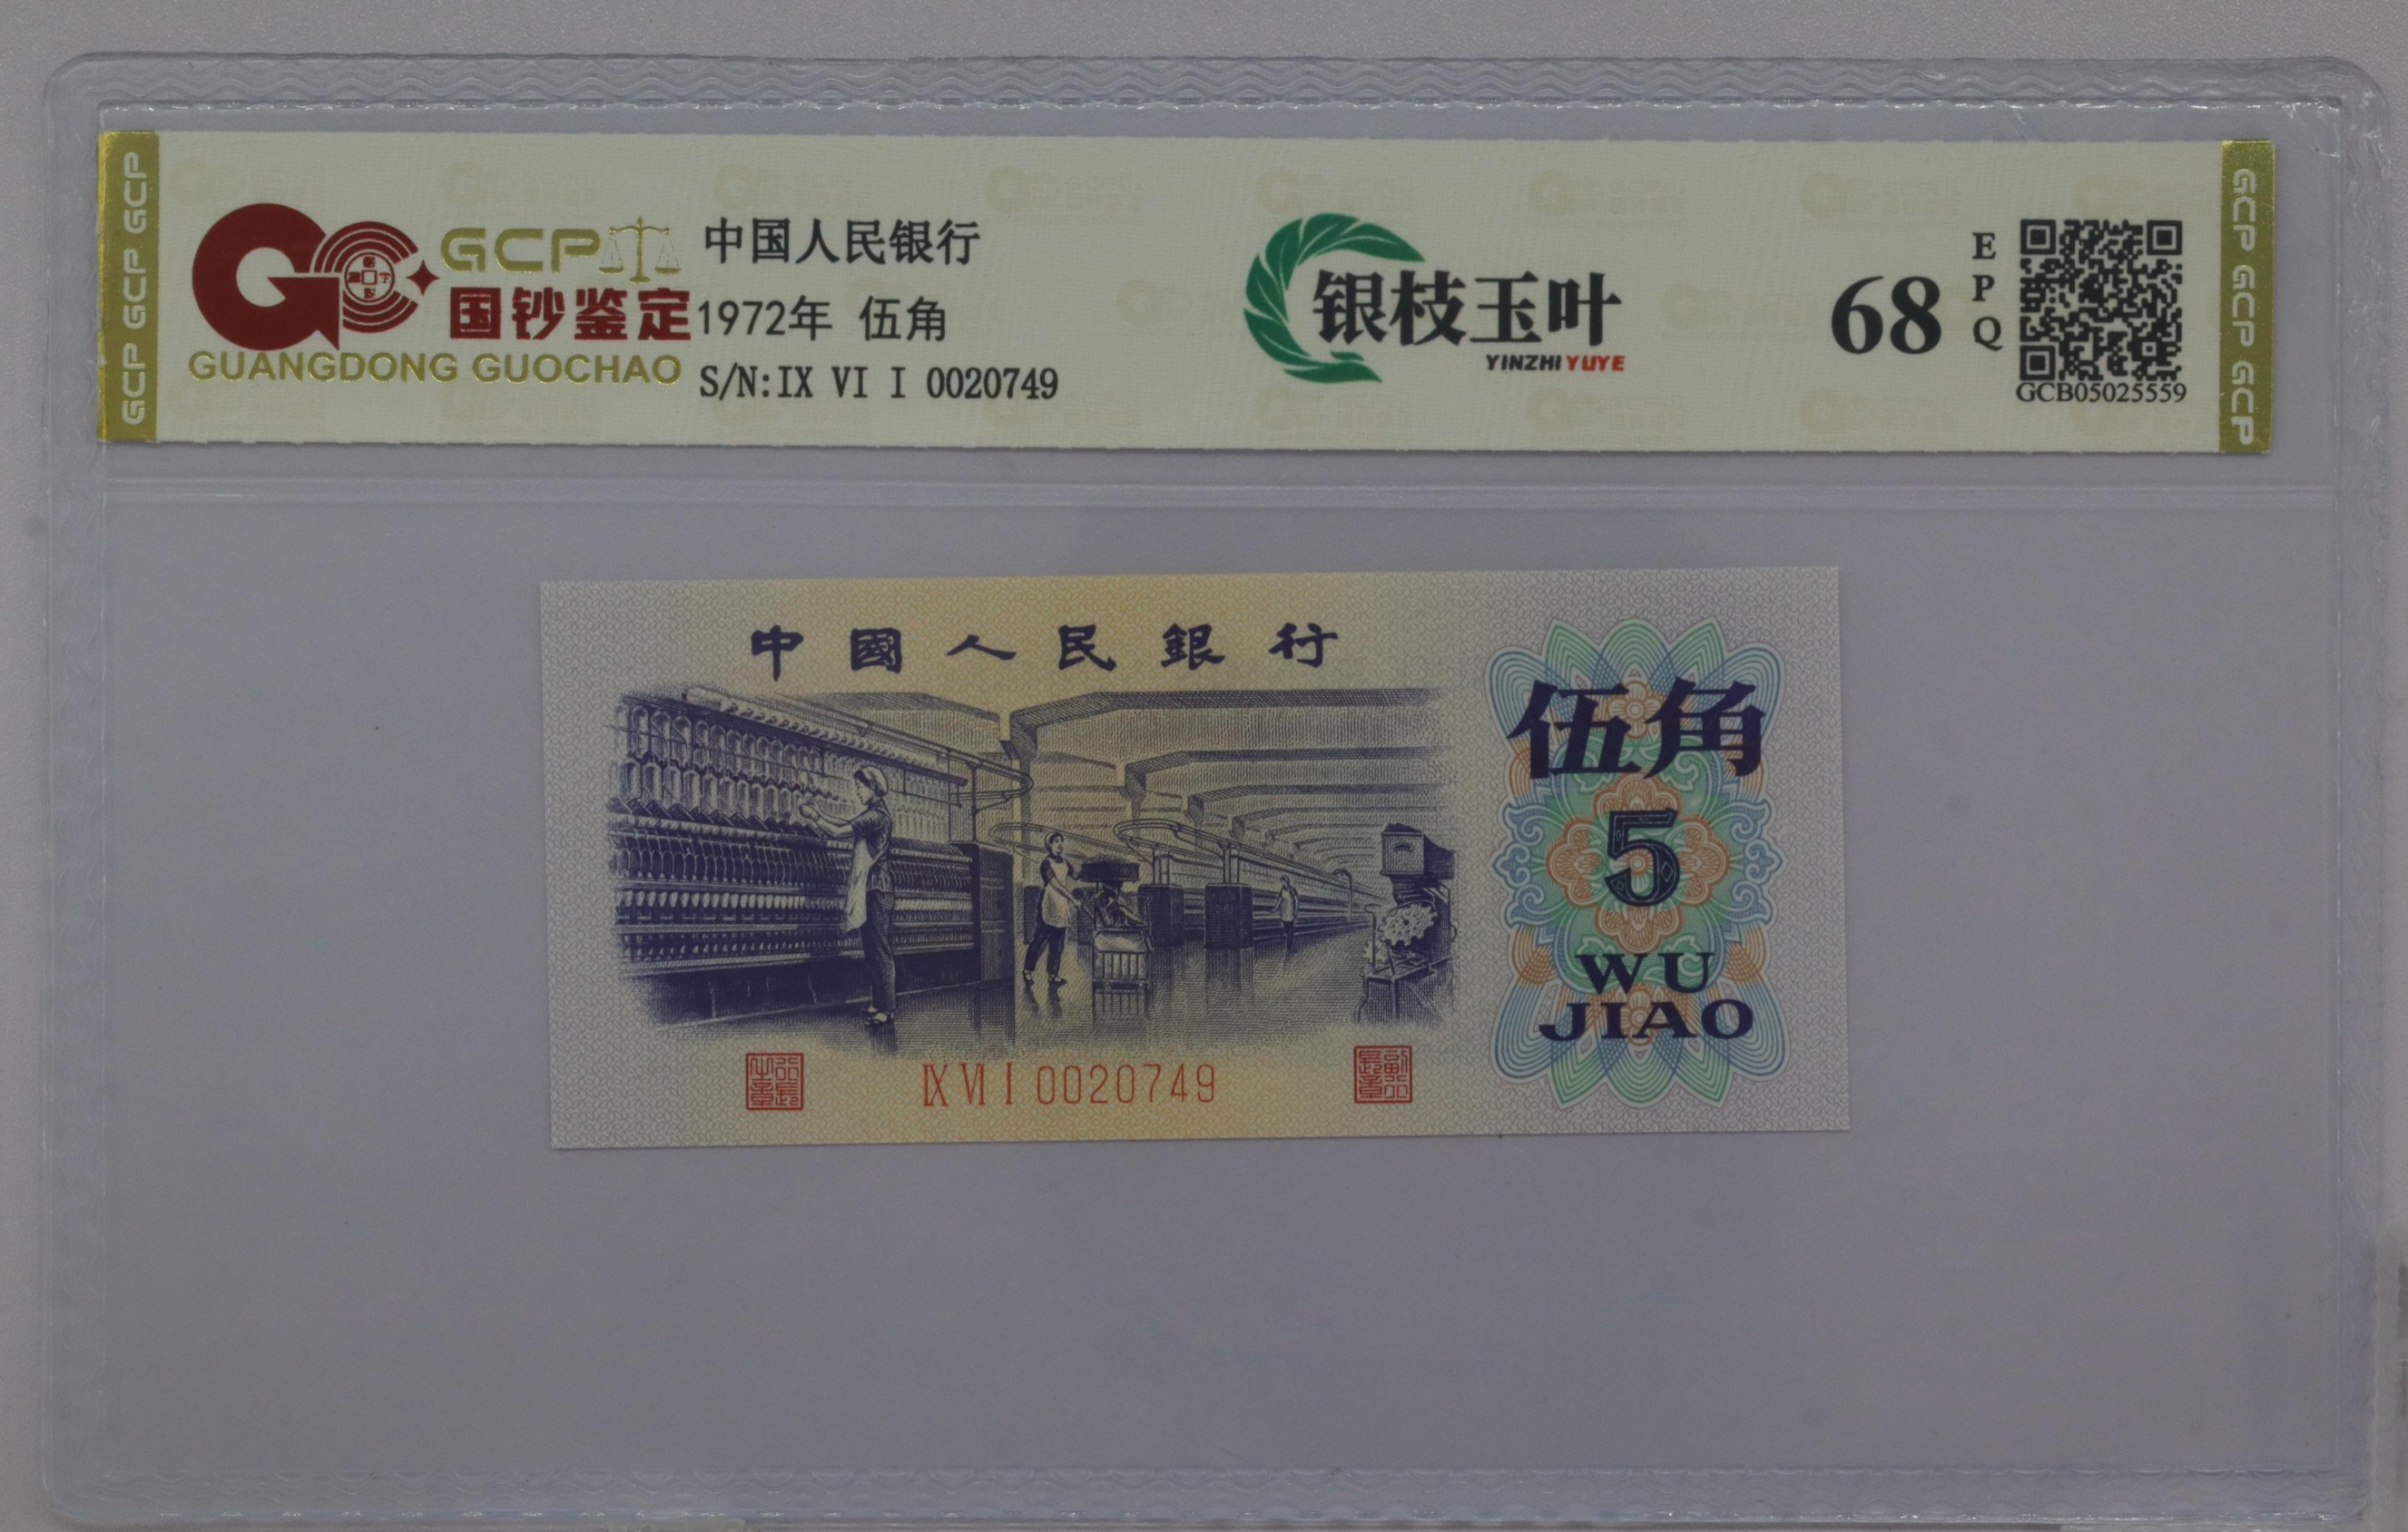 GCP GCP GCP
GCP
国钞鉴定
GUANGDONG GUOCHAO
中国人民银行
1972年 伍角
S/N:IX VI I 0020749
银枝玉叶
YINZHI YUYE
68
EPQ
GCB05025559
GCP GCP GCP
中國人民銀行
伍角
5
WU
JIAO
IX VI I 0020749